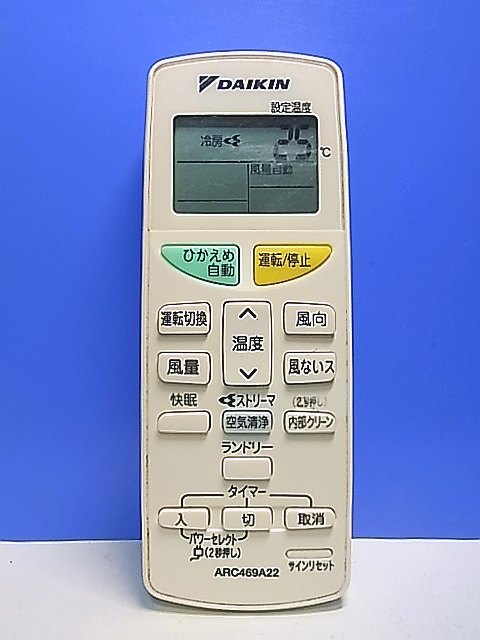 DAIKIN
設定温度
冷房 25 ℃
風量自動
ひかえめ
自動
運転/停止
運転切換
温度
風向
風量
風ないス
快眠
ストリーマ
空気清浄
(2秒押し)
内部クリーン
ランドリー
タイマー
入
切
取消
パワーセレクト
(2秒押し)
サインリセット
ARC469A22